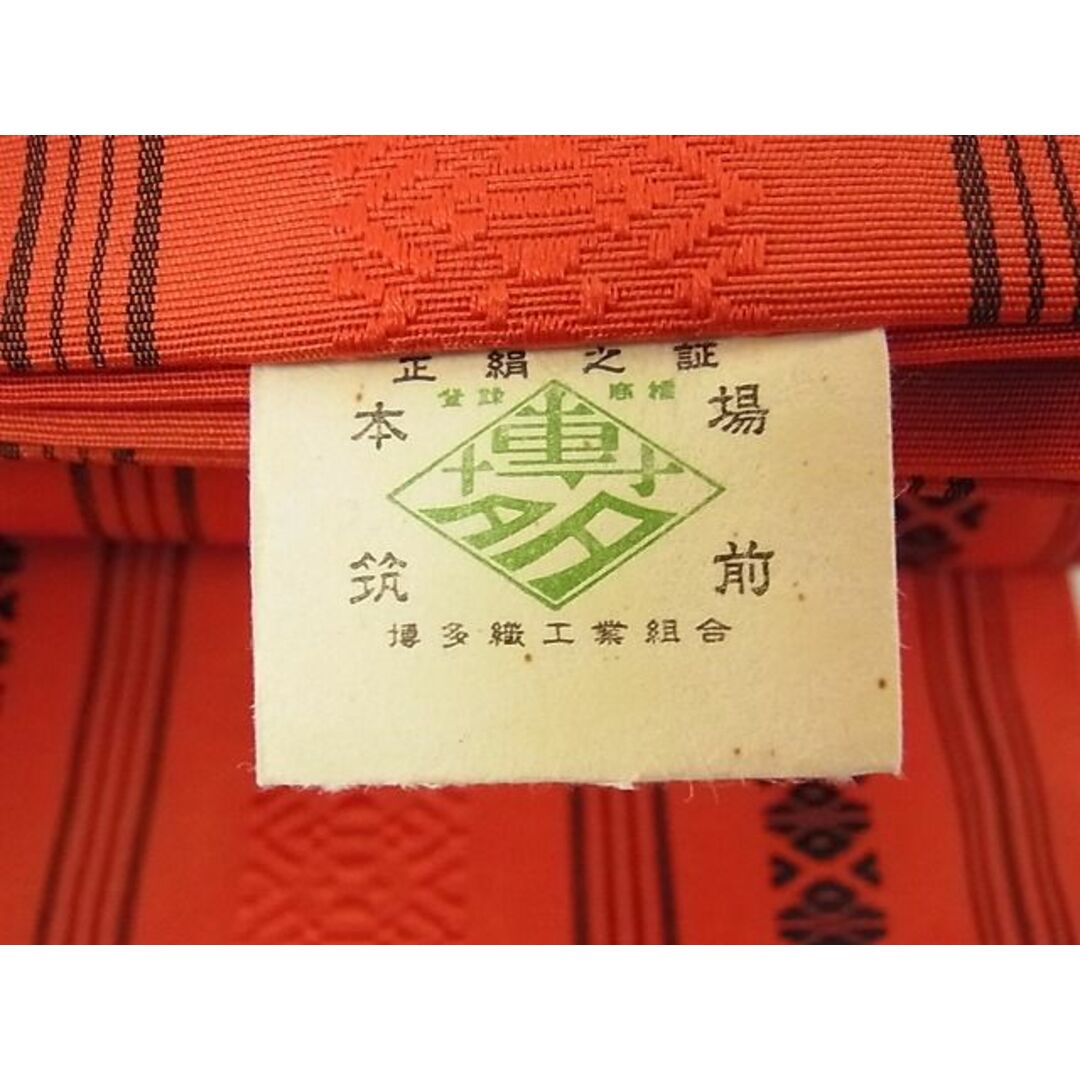 正絹之証
登録 商標
本場
博多
筑前
博多織工業組合